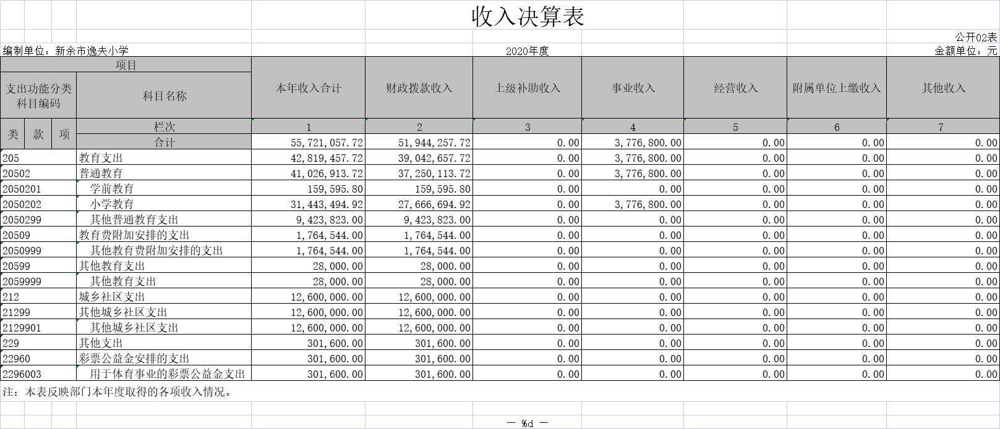 收入决算表
公开02表
编制单位：新余市逸夫小学 2020年度 金额单位：元
项目 本年收入合计 财政拨款收入 上级补助收入 事业收入 经营收入 附属单位上缴收入 其他收入
支出功能分类科目编码 科目名称
类 款 项 栏次 1 2 3 4 5 6 7
合计 55,721,057.72 51,944,257.72 0.00 3,776,800.00 0.00 0.00 0.00
205 教育支出 42,819,457.72 39,042,657.72 0.00 3,776,800.00 0.00 0.00 0.00
20502 普通教育 41,026,913.72 37,250,113.72 0.00 3,776,800.00 0.00 0.00 0.00
2050201 学前教育 159,595.80 159,595.80 0.00 0.00 0.00 0.00 0.00
2050202 小学教育 31,443,494.92 27,666,694.92 0.00 3,776,800.00 0.00 0.00 0.00
2050299 其他普通教育支出 9,423,823.00 9,423,823.00 0.00 0.00 0.00 0.00 0.00
20509 教育费附加安排的支出 1,764,544.00 1,764,544.00 0.00 0.00 0.00 0.00 0.00
2050999 其他教育费附加安排的支出 1,764,544.00 1,764,544.00 0.00 0.00 0.00 0.00 0.00
20599 其他教育支出 28,000.00 28,000.00 0.00 0.00 0.00 0.00 0.00
2059999 其他教育支出 28,000.00 28,000.00 0.00 0.00 0.00 0.00 0.00
212 城乡社区支出 12,600,000.00 12,600,000.00 0.00 0.00 0.00 0.00 0.00
21299 其他城乡社区支出 12,600,000.00 12,600,000.00 0.00 0.00 0.00 0.00 0.00
2129901 其他城乡社区支出 12,600,000.00 12,600,000.00 0.00 0.00 0.00 0.00 0.00
229 其他支出 301,600.00 301,600.00 0.00 0.00 0.00 0.00 0.00
22960 彩票公益金安排的支出 301,600.00 301,600.00 0.00 0.00 0.00 0.00 0.00
2296003 用于体育事业的彩票公益金支出 301,600.00 301,600.00 0.00 0.00 0.00 0.00 0.00
注：本表反映部门本年度取得的各项收入情况。
— %d —